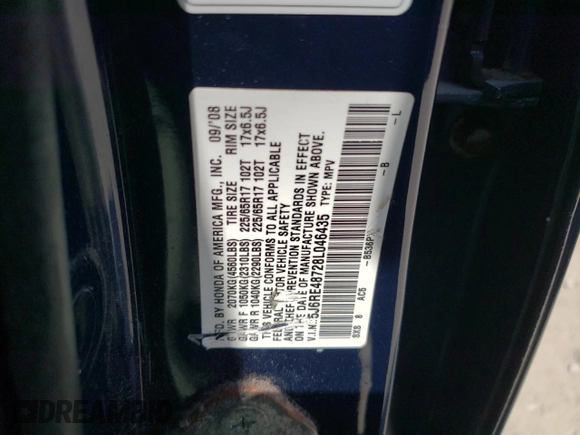 MFD. BY HONDA OF AMERICA MFG., INC. 09/'08
TIRE SIZE RIM SIZE
GVWR 2070KG(4560LBS) 225/65R17 102T 17x6.5J
GAWR F 1050KG(2310LBS) 225/65R17 102T 17x6.5J
GAWR R 1040KG(2290LBS)
THIS VEHICLE CONFORMS TO ALL APPLICABLE
FEDERAL MOTOR VEHICLE SAFETY
AND THEFT PREVENTION STANDARDS IN EFFECT
ON THE DATE OF MANUFACTURE SHOWN ABOVE.
V.I.N.: 5J6RE48728L046435 TYPE: MPV
SX8 8 AC5 -B536P -B -L
DREAMBID